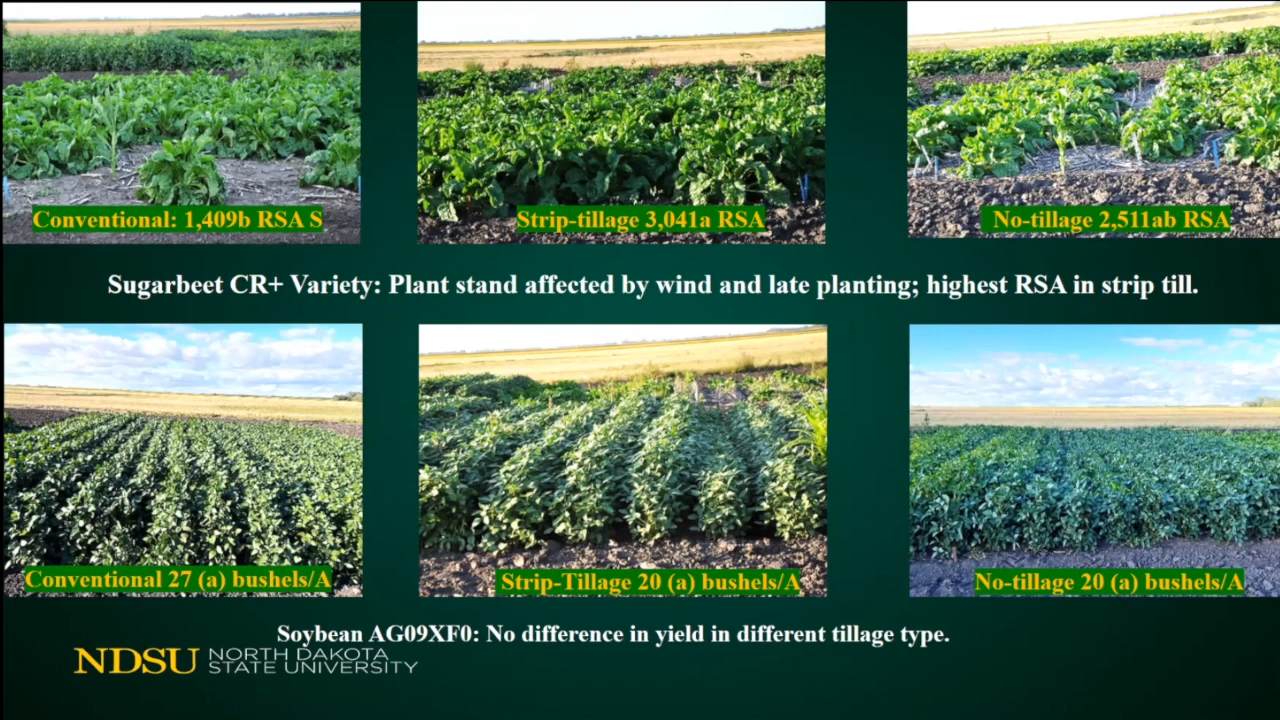 Conventional: 1,409b RSA S
Strip-tillage 3,041a RSA
No-tillage 2,511ab RSA
Sugarbeet CR+ Variety: Plant stand affected by wind and late planting; highest RSA in strip till.
Conventional 27 (a) bushels/A
Strip-Tillage 20 (a) bushels/A
No-tillage 20 (a) bushels/A
Soybean AG09XF0: No difference in yield in different tillage type.
NDSU NORTH DAKOTA
STATE UNIVERSITY